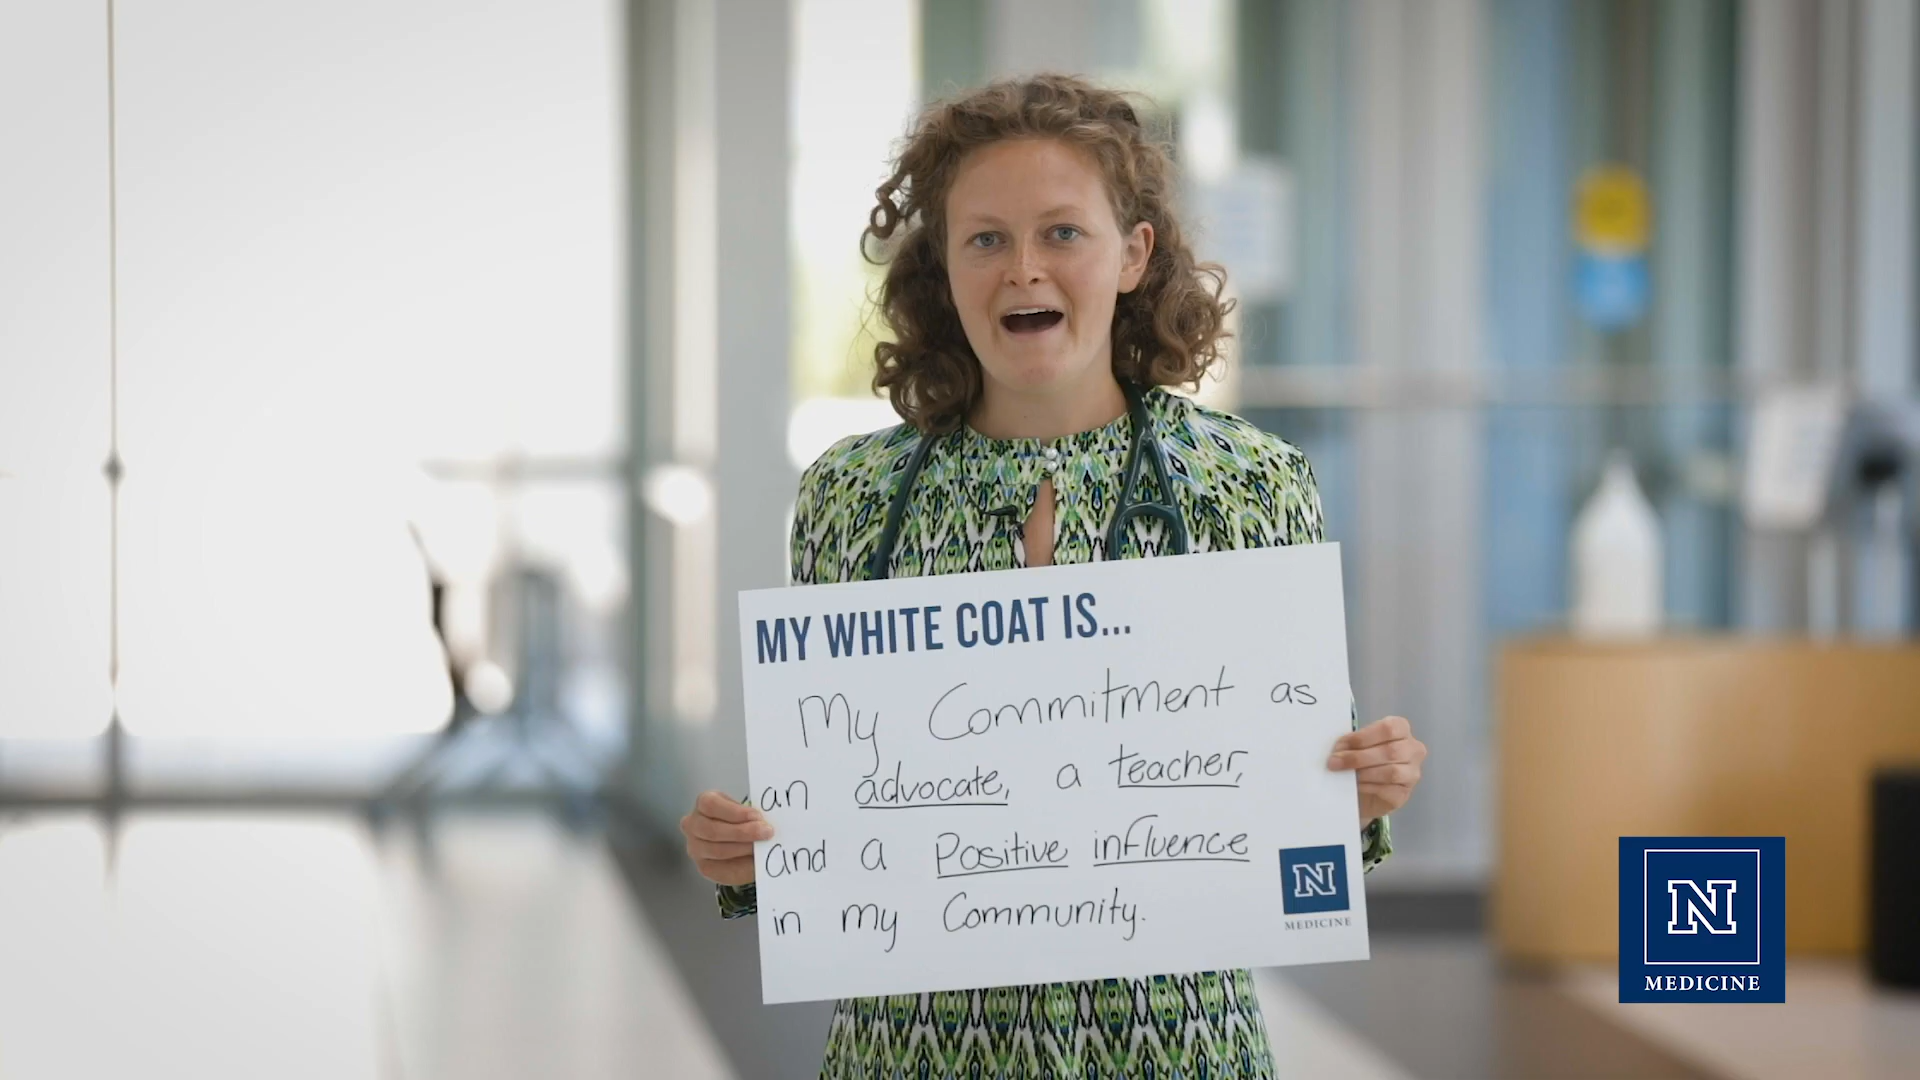 MY WHITE COAT IS...
My Commitment as
an advocate, a teacher,
and a Positive influence
in my Community.
N
MEDICINE
N
MEDICINE